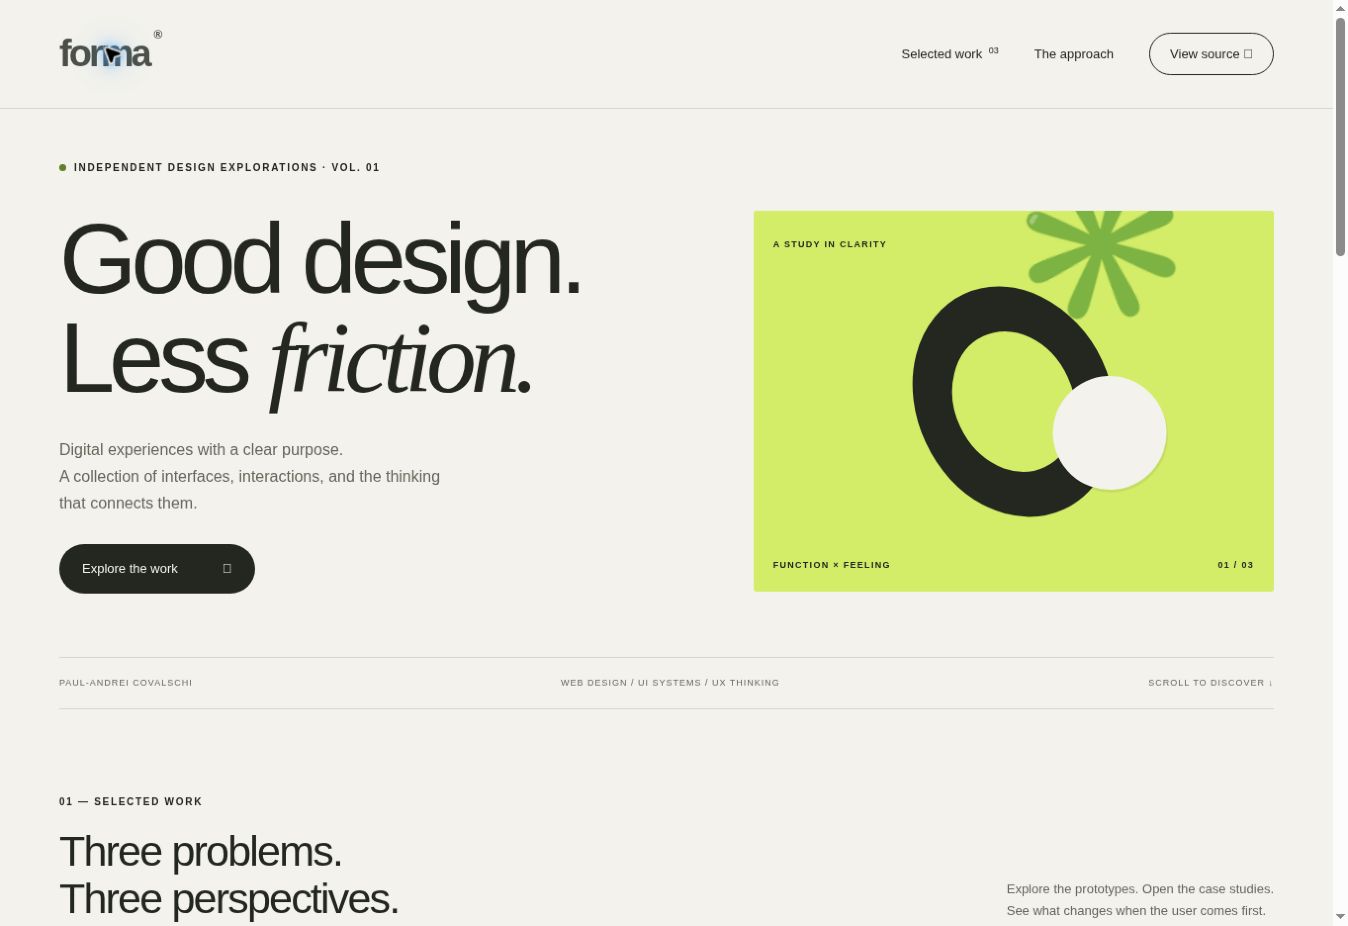 forma ®
Selected work 03
The approach
View source
INDEPENDENT DESIGN EXPLORATIONS · VOL. 01
Good design.
Less friction.
Digital experiences with a clear purpose.
A collection of interfaces, interactions, and the thinking
that connects them.
Explore the work
A STUDY IN CLARITY
FUNCTION × FEELING
01 / 03
PAUL-ANDREI COVALSCHI
WEB DESIGN / UI SYSTEMS / UX THINKING
SCROLL TO DISCOVER ↓
01 — SELECTED WORK
Three problems.
Three perspectives.
Explore the prototypes. Open the case studies.
See what changes when the user comes first.